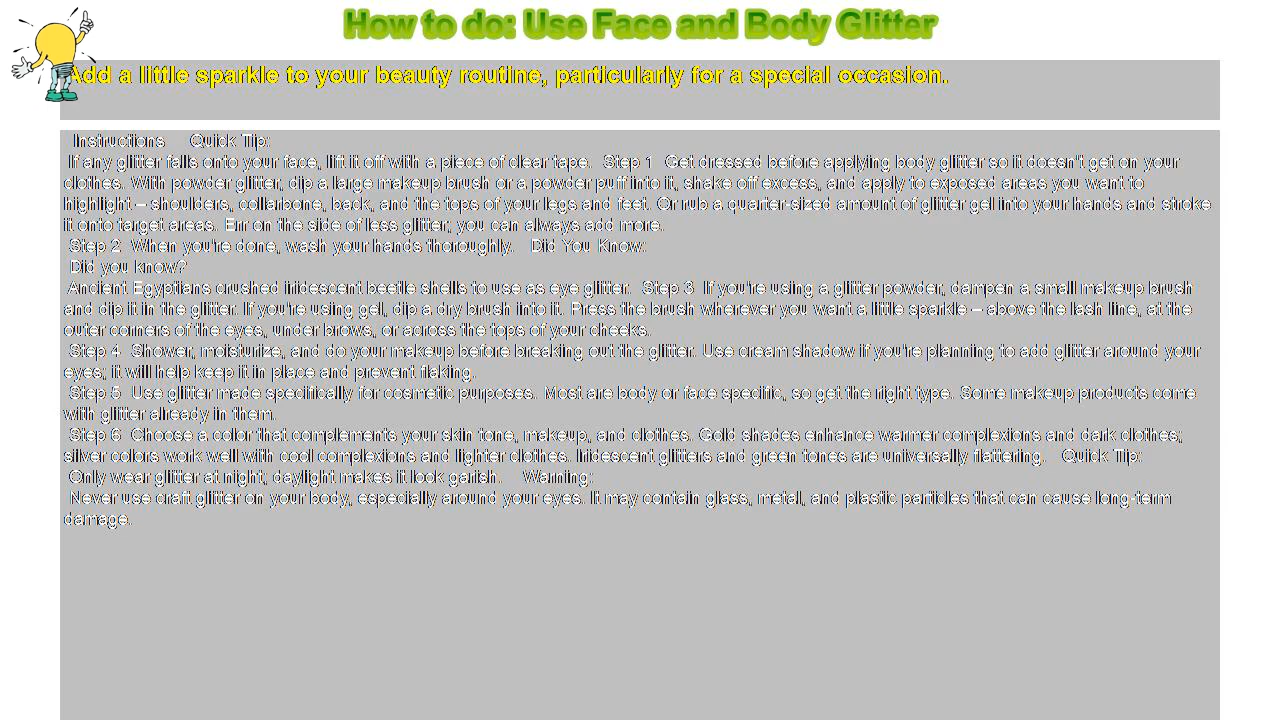 How to do: Use Face and Body Glitter
Add a little sparkle to your beauty routine, particularly for a special occasion.
Instructions Quick Tip:
If any glitter falls onto your face, lift it off with a piece of clear tape. Step 1 Get dressed before applying body glitter so it doesn't get on your
clothes. With powder glitter, dip a large makeup brush or a powder puff into it, shake off excess, and apply to exposed areas you want to
highlight – shoulders, collarbone, back, and the tops of your legs and feet. Or rub a quarter-sized amount of glitter gel into your hands and stroke
it onto target areas. Err on the side of less glitter; you can always add more.
Step 2 When you're done, wash your hands thoroughly. Did You Know:
Did you know?
Ancient Egyptians crushed iridescent beetle shells to use as eye glitter. Step 3 If you're using a glitter powder, dampen a small makeup brush
and dip it in the glitter. If you're using gel, dip a dry brush into it. Press the brush wherever you want a little sparkle – above the lash line, at the
outer corners of the eyes, under brows, or across the tops of your cheeks.
Step 4 Shower, moisturize, and do your makeup before breaking out the glitter. Use cream shadow if you're planning to add glitter around your
eyes; it will help keep it in place and prevent flaking.
Step 5 Use glitter made specifically for cosmetic purposes. Most are body or face specific, so get the right type. Some makeup products come
with glitter already in them.
Step 6 Choose a color that complements your skin tone, makeup, and clothes. Gold shades enhance warmer complexions and dark clothes;
silver colors work well with cool complexions and lighter clothes. Iridescent glitters and green tones are universally flattering. Quick Tip:
Only wear glitter at night; daylight makes it look garish. Warning:
Never use craft glitter on your body, especially around your eyes. It may contain glass, metal, and plastic particles that can cause long-term
damage.